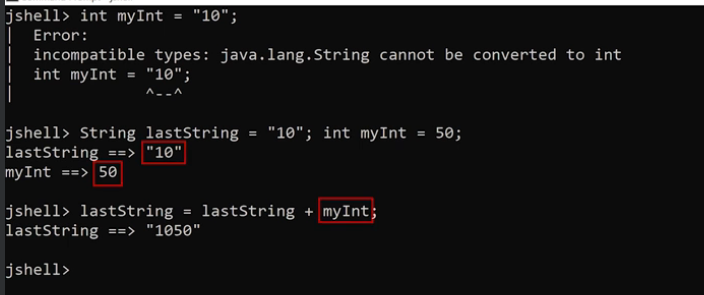 jshell> int myInt = "10";
|  Error:
|  incompatible types: java.lang.String cannot be converted to int
|  int myInt = "10";
|              ^--^
jshell> String lastString = "10"; int myInt = 50;
lastString ==> "10"
myInt ==> 50
jshell> lastString = lastString + myInt;
lastString ==> "1050"
jshell>